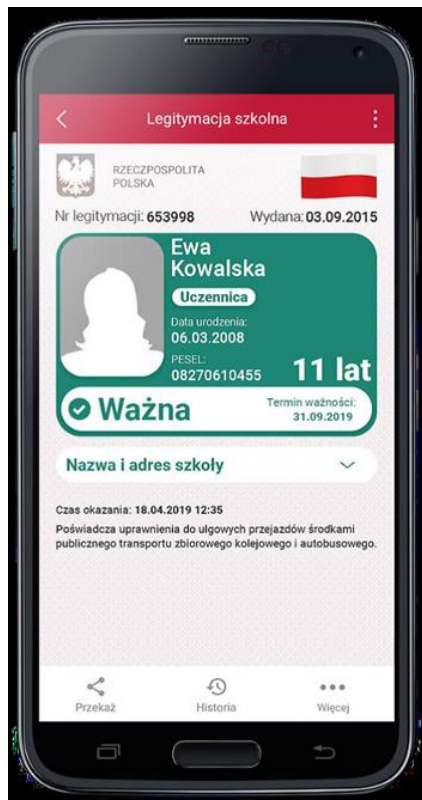 Legitymacja szkolna
RZECZPOSPOLITA
POLSKA
Nr legitymacji: 653998 Wydana: 03.09.2015
Ewa
Kowalska
Uczennica
Data urodzenia:
06.03.2008
PESEL:
08270610455
11 lat
Ważna
Termin ważności:
31.09.2019
Nazwa i adres szkoły
Czas okazania: 18.04.2019 12:35
Poświadcza uprawnienia do ulgowych przejazdów środkami
publicznego transportu zbiorowego kolejowego i autobusowego.
Przekaż Historia Więcej